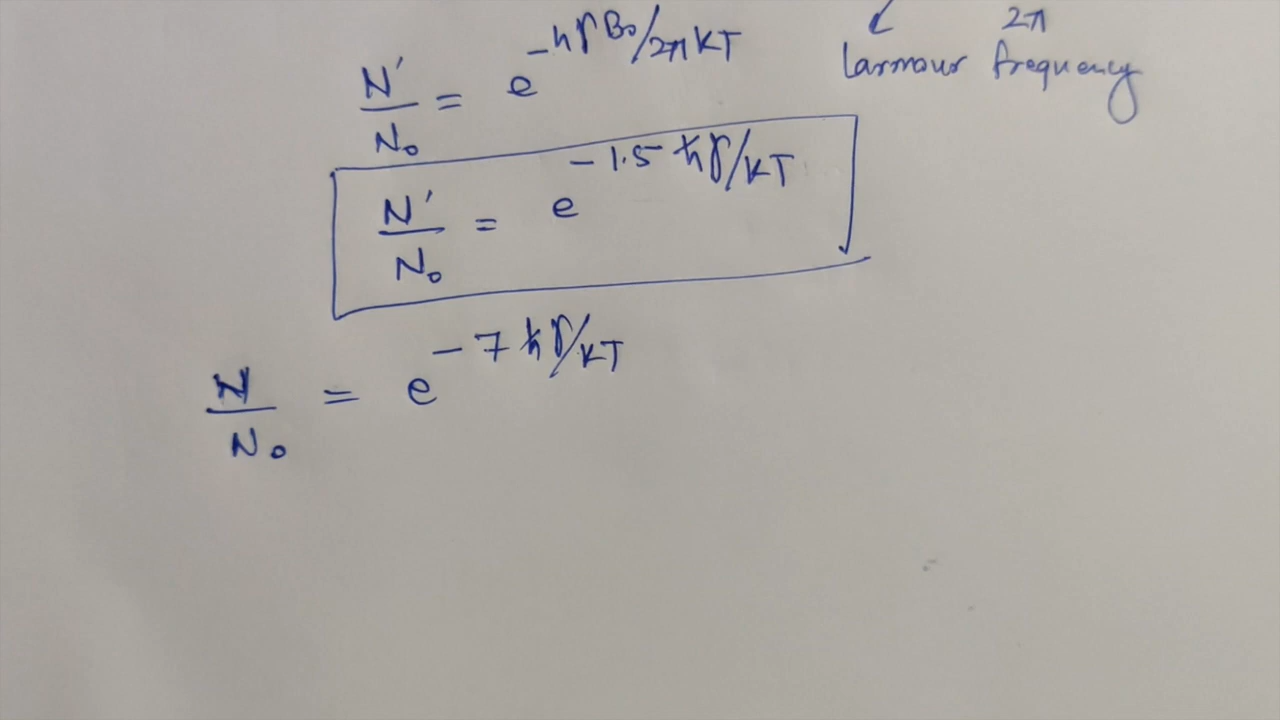 2π
larmour frequency
N'/N₀ = e^(-hγB₀/2πKT)
N'/N₀ = e^(-1.5 ħγ/KT)
N/N₀ = e^(-7 ħγ/KT)